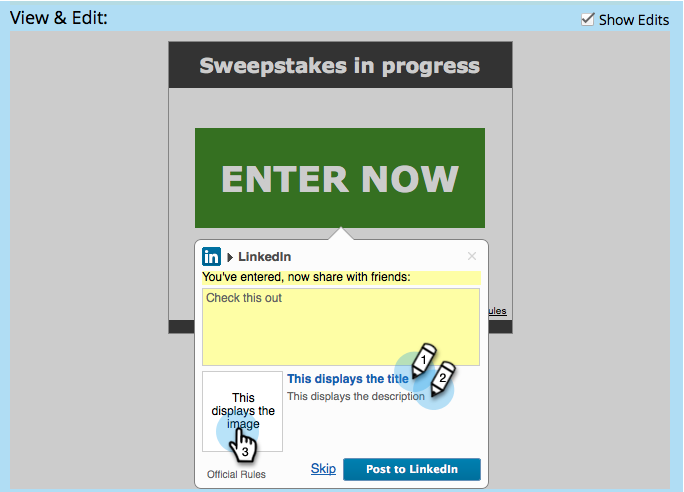 View & Edit:
Show Edits
Sweepstakes in progress
ENTER NOW
in LinkedIn
You've entered, now share with friends:
Check this out
ules
1
This displays the title
2
This displays the description
This
displays the
image
3
Official Rules
Skip
Post to LinkedIn